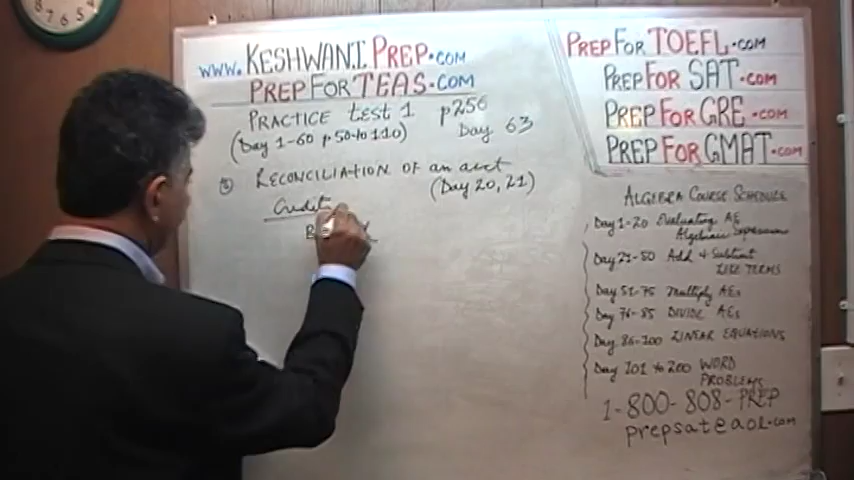 www.KESHWANIPREP.COM
PREPFORTEAS.COM
PRACTICE test 1 p256
(Day 1-60 p50-to 110) Day 63
RECONCILIATION OF an acct
(Day 20, 21)
Credit
PREPFORTOEFL.COM
PREPFORSAT.COM
PREPFORGRE.COM
PREPFORGMAT.COM
ALGEBRA COURSE SCHEDULE
Day 1-20 Evaluating AE
Algebraic Expressions
Day 21-50 Add & Subtract
LIKE TERMS
Day 51-75 Multiply AEs
Day 76-85 DIVIDE AEs
Day 86-100 LINEAR EQUATIONS
Day 101 to 200 WORD
PROBLEMS
1-800-808-PREP
prepsat@aol.com